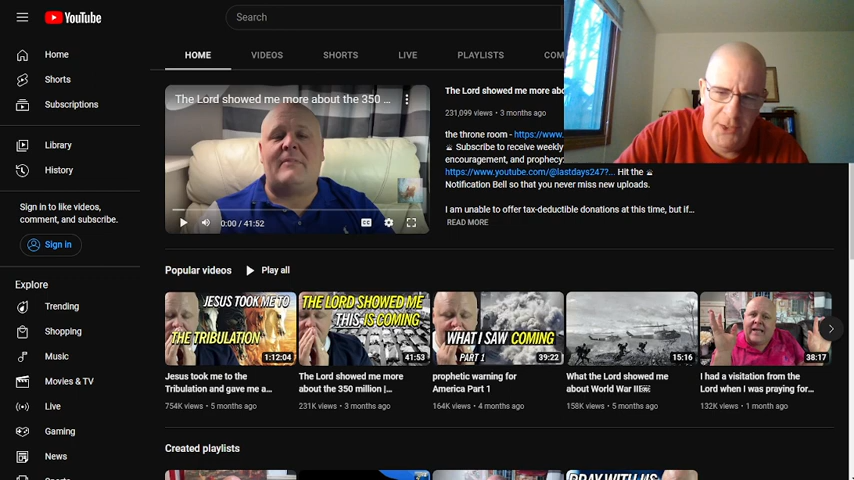 YouTube
Search
Home
Shorts
Subscriptions
Library
History
Sign in to like videos,
comment, and subscribe.
Sign in
Explore
Trending
Shopping
Music
Movies & TV
Live
Gaming
News
HOME
VIDEOS
SHORTS
LIVE
PLAYLISTS
COM
The Lord showed me more about the 350 ...
0:00 / 41:52
CC
The Lord showed me more abo
231,099 views • 3 months ago
the throne room - https://www.
Subscribe to receive weekly
encouragement, and prophecy:
https://www.youtube.com/@lastdays247?... Hit the
Notification Bell so that you never miss new uploads.
I am unable to offer tax-deductible donations at this time, but if...
READ MORE
Popular videos
Play all
JESUS TOOK ME TO
THE TRIBULATION
1:12:04
Jesus took me to the
Tribulation and gave me a...
754K views • 5 months ago
THE LORD SHOWED ME
THIS IS COMING
41:53
The Lord showed me more
about the 350 million |...
231K views • 3 months ago
WHAT I SAW COMING
PART 1
39:22
prophetic warning for
America Part 1
164K views • 4 months ago
15:16
What the Lord showed me
about World War III
158K views • 5 months ago
38:17
I had a visitation from the
Lord when I was praying for...
132K views • 1 month ago
Created playlists
PRAY WITH US